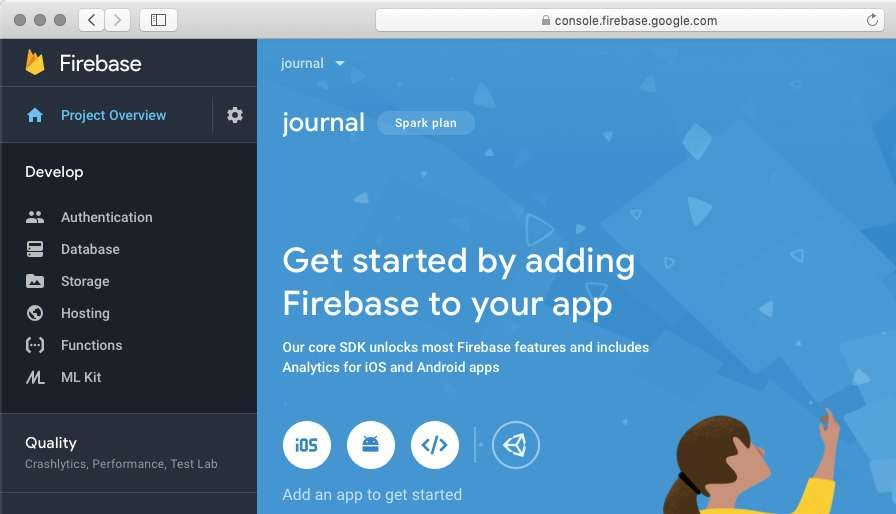 console.firebase.google.com
Firebase
Project Overview
Develop
Authentication
Database
Storage
Hosting
Functions
ML Kit
Quality
Crashlytics, Performance, Test Lab
journal
journal Spark plan
Get started by adding
Firebase to your app
Our core SDK unlocks most Firebase features and includes
Analytics for iOS and Android apps
iOS
Add an app to get started